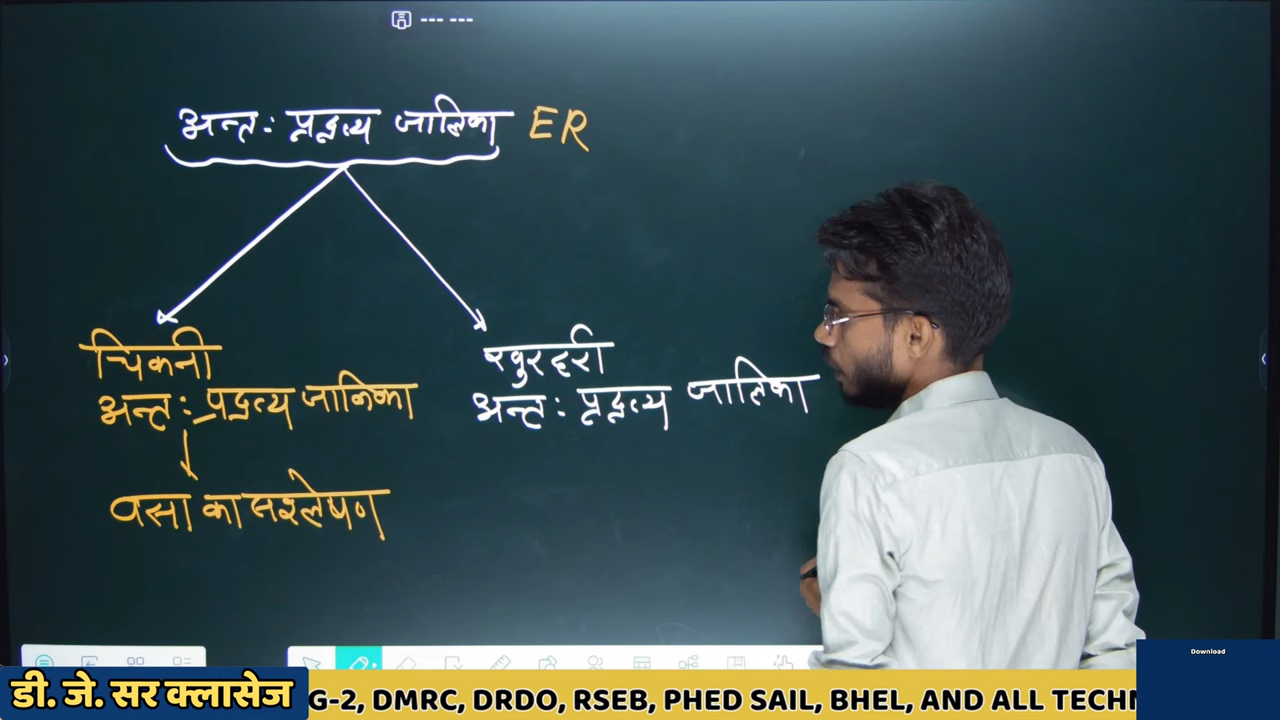 अन्तः प्रद्रव्य जालिका ER
चिकनी
अन्तः प्रद्रव्य जालिका
वसा का संश्लेषण
खुरदरी
अन्तः प्रद्रव्य जालिका
Download
डी. जे. सर क्लासेज
G-2, DMRC, DRDO, RSEB, PHED SAIL, BHEL, AND ALL TECHN